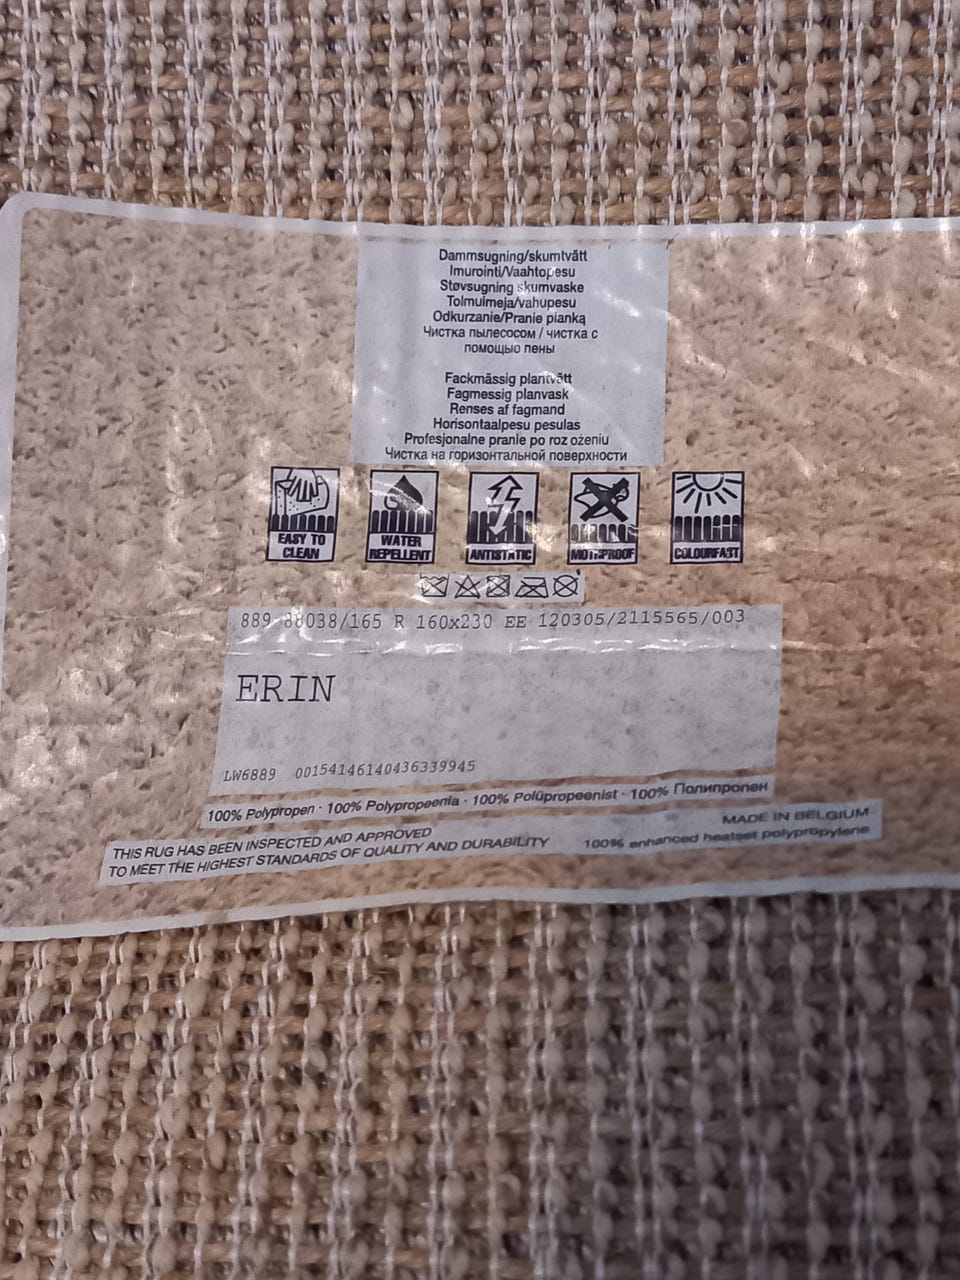 Dammsugning/skumtvätt
Imurointi/Vaahtopesu
Støvsugning skumvaske
Tolmuimeja/vahupesu
Odkurzanie/Pranie pianką
Чистка пылесосом / чистка с
помощью пены
Fackmässig plantvätt
Fagmessig planvask
Renses af fagmand
Horisontaalpesu pesulas
Profesjonalne pranie po roz ożeniu
Чистка на горизонтальной поверхности
EASY TO
CLEAN
WATER
REPELLENT
ANTISTATIC
MOTHPROOF
COLOURFAST
889 88038/165 R 160x230 EE 120305/2115565/003
ERIN
LW6889 00154146140436339945
100% Polypropen · 100% Polypropeenia · 100% Polüpropeenist · 100% Полипропен
THIS RUG HAS BEEN INSPECTED AND APPROVED
TO MEET THE HIGHEST STANDARDS OF QUALITY AND DURABILITY
MADE IN BELGIUM
100% enhanced heatset polypropylene